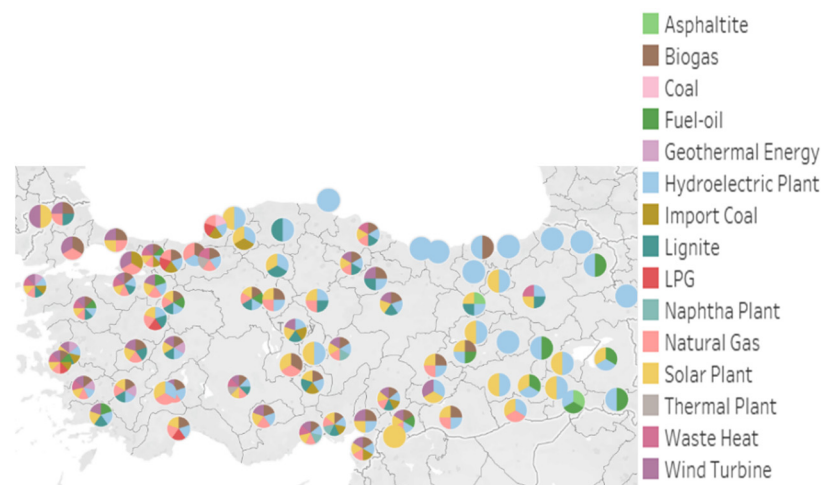 Asphaltite
Biogas
Coal
Fuel-oil
Geothermal Energy
Hydroelectric Plant
Import Coal
Lignite
LPG
Naphtha Plant
Natural Gas
Solar Plant
Thermal Plant
Waste Heat
Wind Turbine